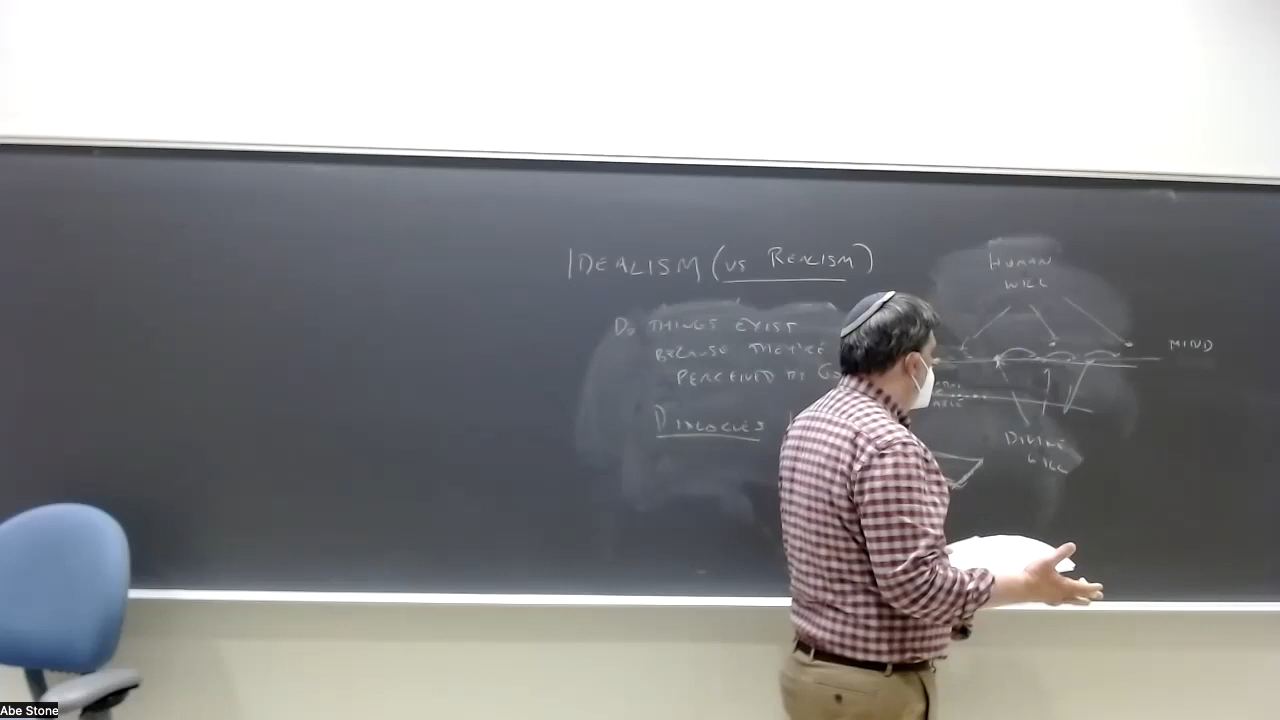 IDEALISM (VS REALISM)
DO THINGS EXIST
BECAUSE THEY'RE
PERCEIVED BY
DIALOGUES
HUMAN
WILL
MIND
DIVINE
WILL
Abe Stone